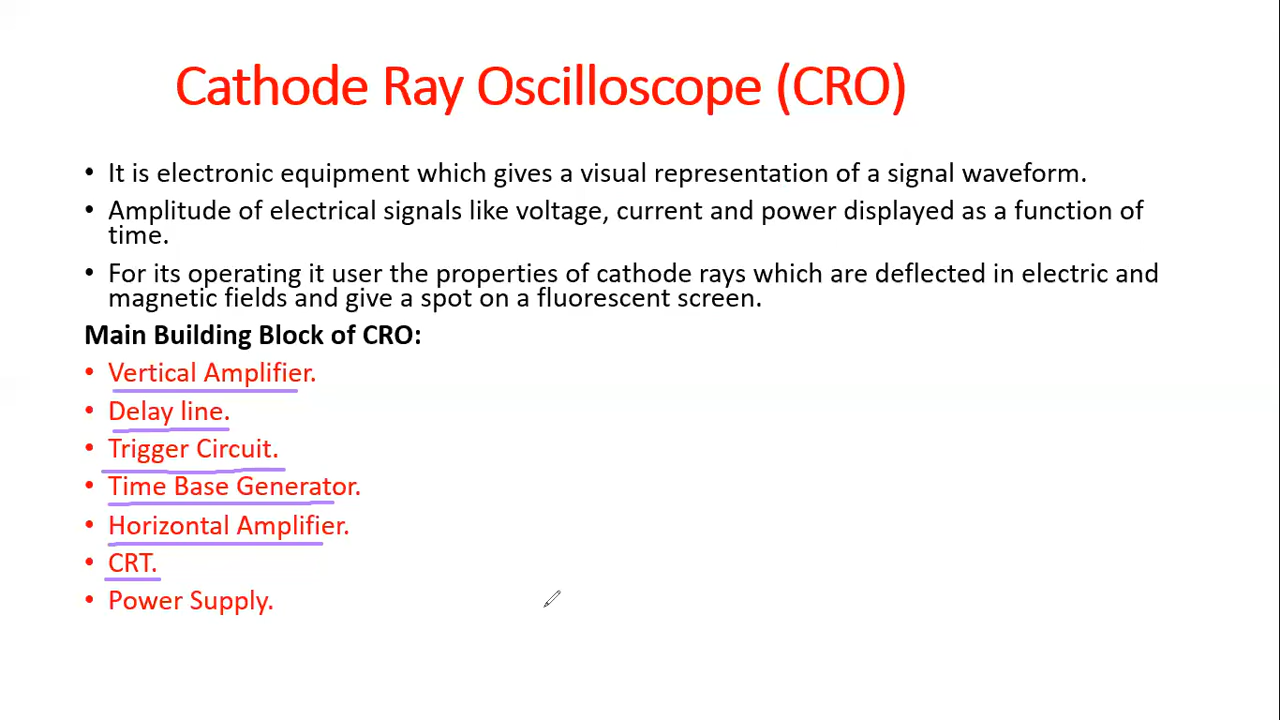 Cathode Ray Oscilloscope (CRO)
• It is electronic equipment which gives a visual representation of a signal waveform.
• Amplitude of electrical signals like voltage, current and power displayed as a function of
time.
• For its operating it user the properties of cathode rays which are deflected in electric and
magnetic fields and give a spot on a fluorescent screen.
Main Building Block of CRO:
• Vertical Amplifier.
• Delay line.
• Trigger Circuit.
• Time Base Generator.
• Horizontal Amplifier.
• CRT.
• Power Supply.